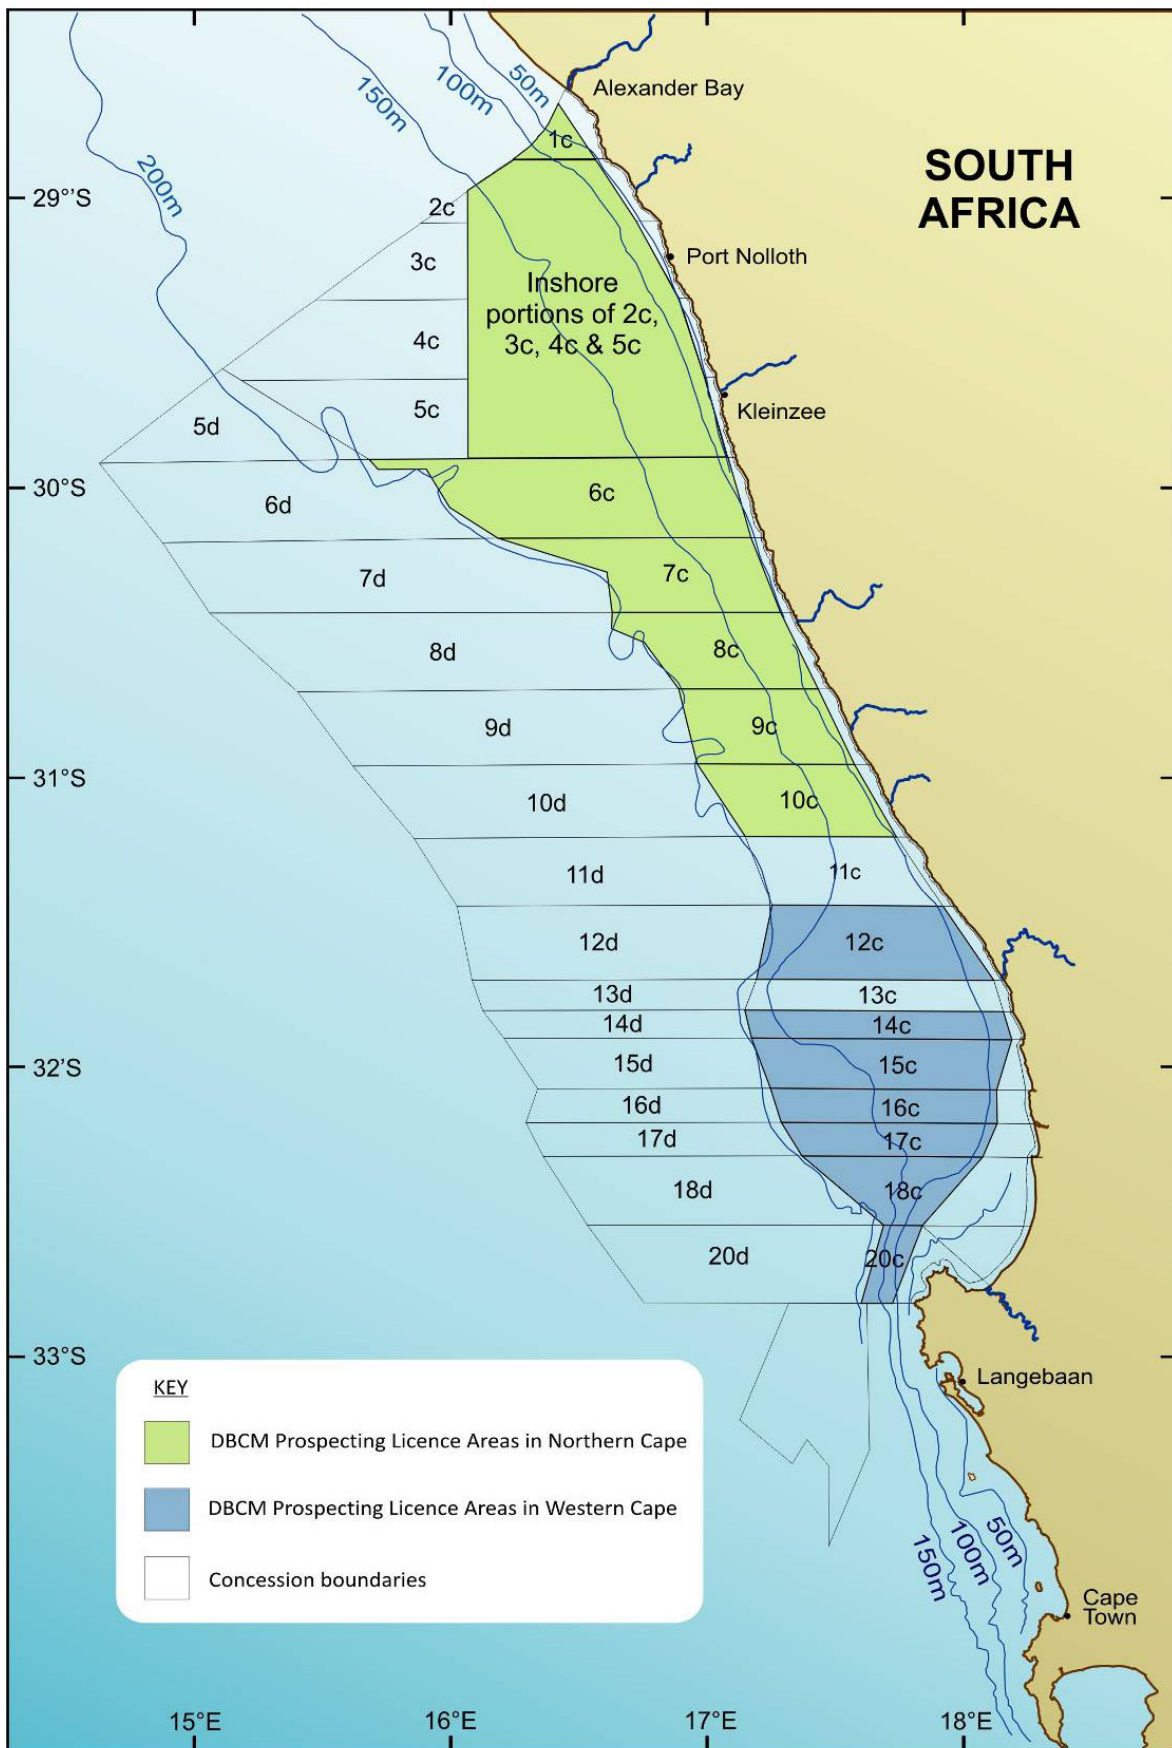 50m
100m
150m
200m
Alexander Bay
1c
SOUTH
AFRICA
29°'S
2c
3c
Port Nolloth
Inshore
portions of 2c,
3c, 4c & 5c
4c
5c
Kleinzee
5d
30°S
6d
6c
7d
7c
8d
8c
9d
9c
31°S
10d
10c
11d
11c
12d
12c
13d
13c
14d
14c
32'S
15d
15c
16d
16c
17d
17c
18d
18c
20d
20c
33°S
Langebaan
KEY
DBCM Prospecting Licence Areas in Northern Cape
DBCM Prospecting Licence Areas in Western Cape
Concession boundaries
50m
100m
150m
Cape
Town
15°E
16°E
17°E
18°E